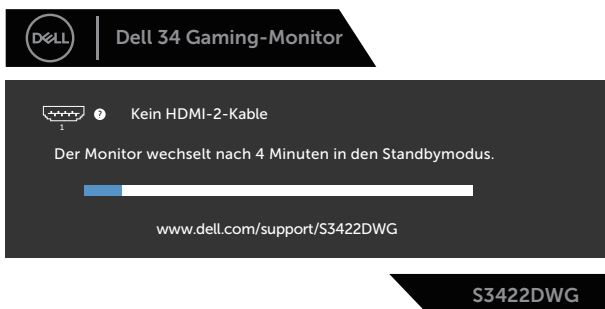 DELL
Dell 34 Gaming-Monitor
? Kein HDMI-2-Kable
1
Der Monitor wechselt nach 4 Minuten in den Standbymodus.
www.dell.com/support/S3422DWG
S3422DWG